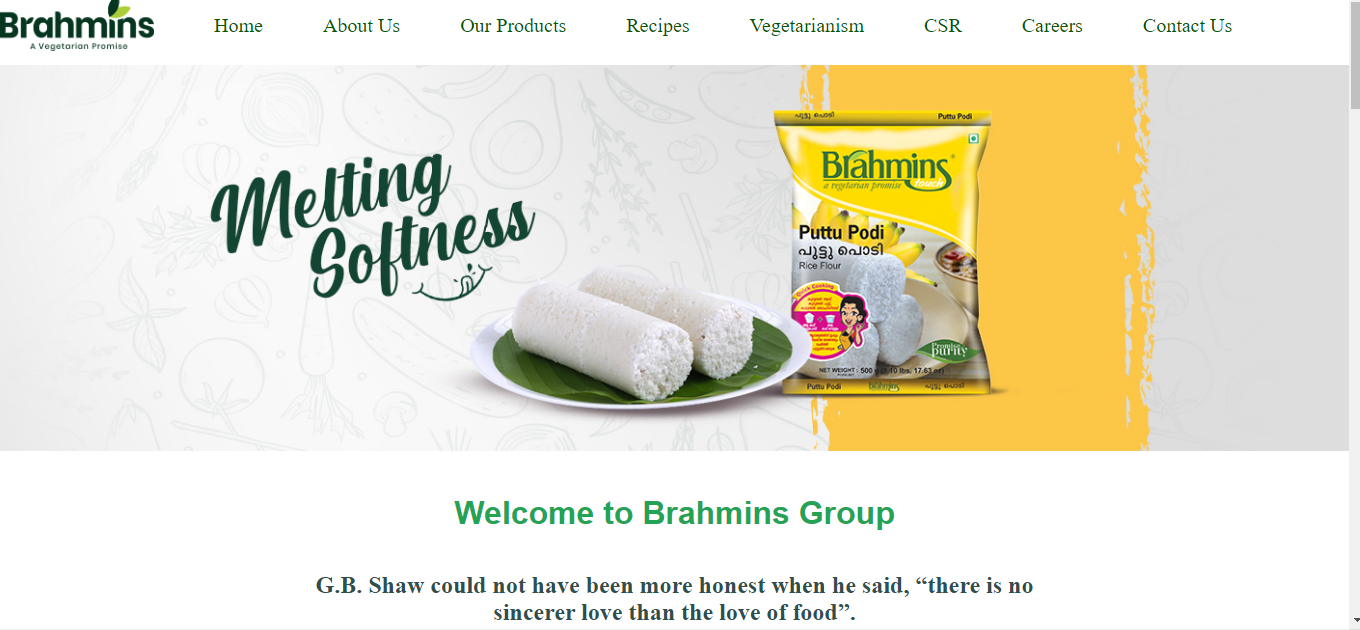 Brahmins
A Vegetarian Promise
Home About Us Our Products Recipes Vegetarianism CSR Careers Contact Us
Melting
Softness
പുട്ടു പൊടി Puttu Podi
Brahmins
a vegetarian promise
touch
Puttu Podi
പുട്ടു പൊടി
Rice Flour
Quick Cooking
Promise
purity
NET WEIGHT : 500 g (1.10 lbs, 17.63 oz)
Puttu Podi Brahmins പുട്ടു പൊടി
Welcome to Brahmins Group
G.B. Shaw could not have been more honest when he said, “there is no
sincerer love than the love of food”.